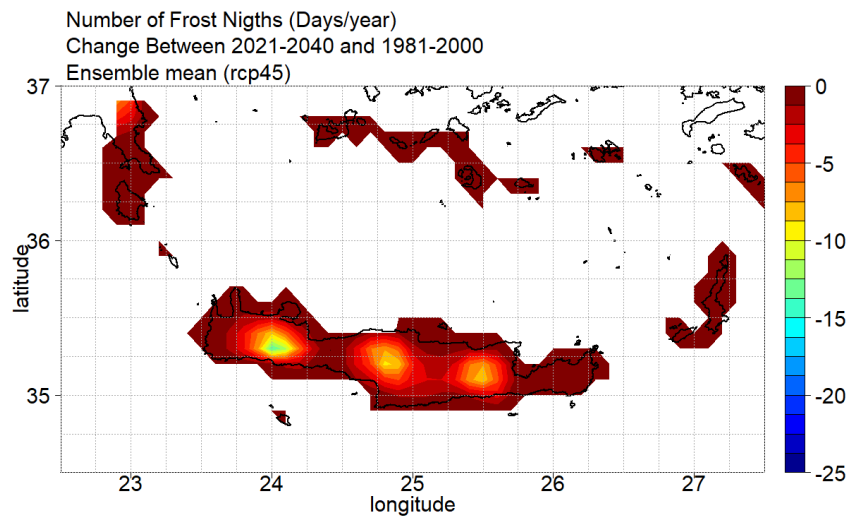 Number of Frost Nigths (Days/year)
Change Between 2021-2040 and 1981-2000
Ensemble mean (rcp45)
37
36
35
latitude
23
24
25
26
27
longitude
0
-5
-10
-15
-20
-25